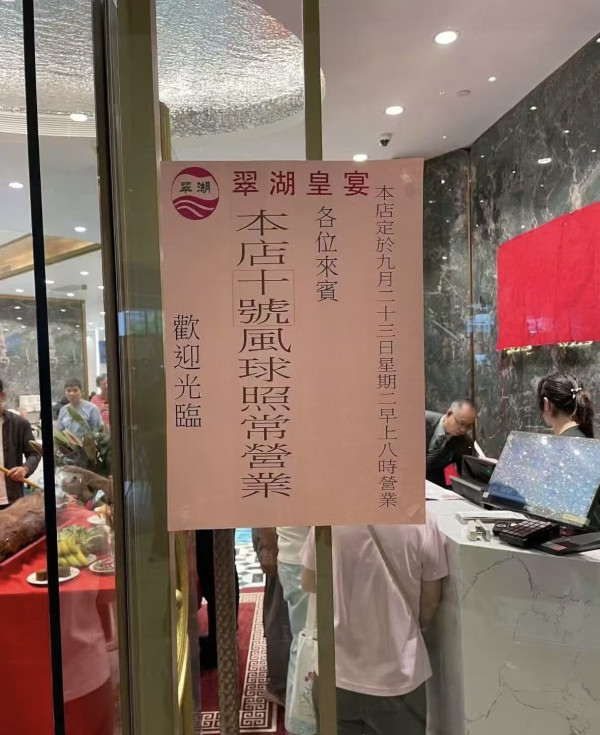 翠湖
翠湖皇宴
本店定於九月二十三日星期二早上八時營業
各位來賓
本店十號風球照常營業
歡迎光臨